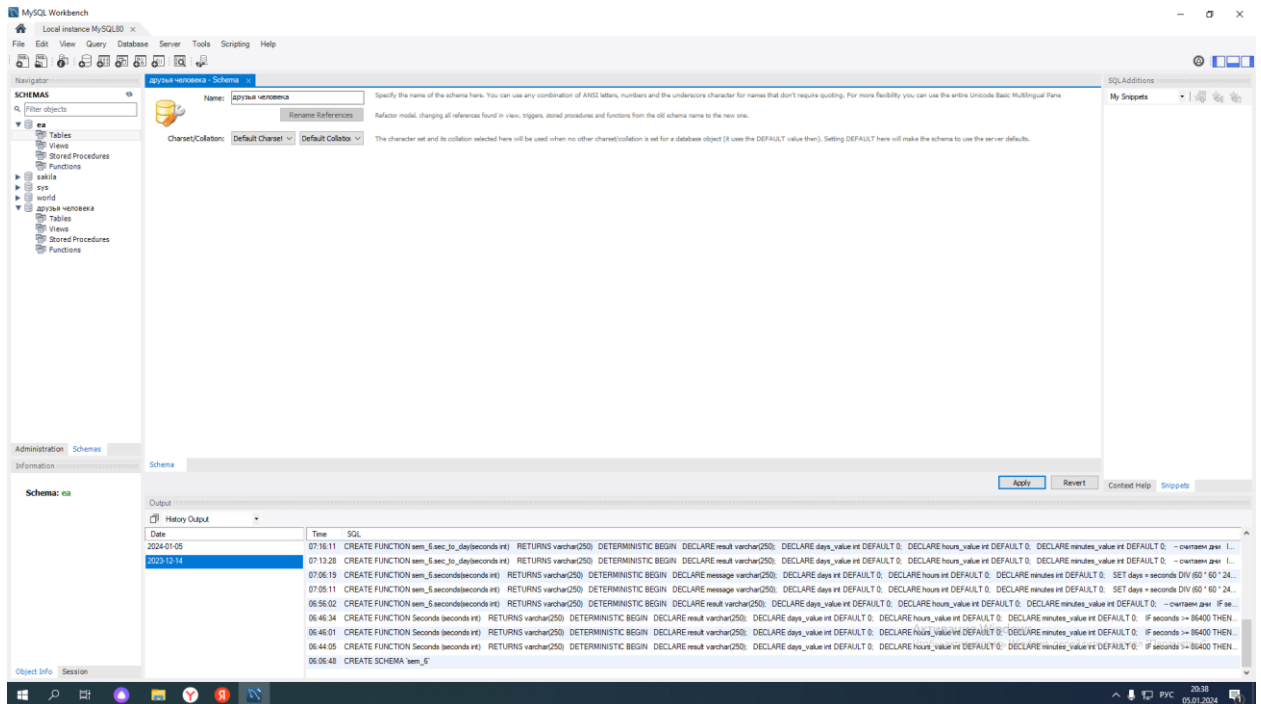 MySQL Workbench
Local instance MySQL80 ×
File Edit View Query Database Server Tools Scripting Help
Navigator
SCHEMAS
Filter objects
ea
Tables
Views
Stored Procedures
Functions
sakila
sys
world
друзья человека
Tables
Views
Stored Procedures
Functions
Administration Schemas
Information
Schema: ea
Object Info Session
друзья человека - Schema ×
Name: друзья человека
Specify the name of the schema here. You can use any combination of ANSI letters, numbers and the underscore character for names that don't require quoting. For more flexibility you can use the entire Unicode Basic Multilingual Pane
Rename References
Refactor model, changing all references found in view, triggers, stored procedures and functions from the old schema name to the new one.
Charset/Collation: Default Charset Default Collation
The character set and its collation selected here will be used when no other charset/collation is set for a database object (it uses the DEFAULT value then). Setting DEFAULT here will make the schema to use the server defaults.
Schema
Apply Revert
SQLAdditions
My Snippets
Context Help Snippets
Output
History Output
Date
2024-01-05
2023-12-14
Time SQL
07:16:11 CREATE FUNCTION sem_6.sec_to_day(seconds int) RETURNS varchar(250) DETERMINISTIC BEGIN DECLARE result varchar(250); DECLARE days_value int DEFAULT 0; DECLARE hours_value int DEFAULT 0; DECLARE minutes_value int DEFAULT 0; -- считаем дни I...
07:13:28 CREATE FUNCTION sem_6.sec_to_day(seconds int) RETURNS varchar(250) DETERMINISTIC BEGIN DECLARE result varchar(250); DECLARE days_value int DEFAULT 0; DECLARE hours_value int DEFAULT 0; DECLARE minutes_value int DEFAULT 0; -- считаем дни I...
07:06:19 CREATE FUNCTION sem_6.seconds(seconds int) RETURNS varchar(250) DETERMINISTIC BEGIN DECLARE message varchar(250); DECLARE days int DEFAULT 0; DECLARE hours int DEFAULT 0; DECLARE minutes int DEFAULT 0; SET days = seconds DIV (60 * 60 * 24...
07:05:11 CREATE FUNCTION sem_6.seconds(seconds int) RETURNS varchar(250) DETERMINISTIC BEGIN DECLARE message varchar(250); DECLARE days int DEFAULT 0; DECLARE hours int DEFAULT 0; DECLARE minutes int DEFAULT 0; SET days = seconds DIV (60 * 60 * 24...
06:56:02 CREATE FUNCTION sem_6.seconds(seconds int) RETURNS varchar(250) DETERMINISTIC BEGIN DECLARE result varchar(250); DECLARE days_value int DEFAULT 0; DECLARE hours_value int DEFAULT 0; DECLARE minutes_value int DEFAULT 0; -- считаем дни IF se...
06:46:34 CREATE FUNCTION Seconds (seconds int) RETURNS varchar(250) DETERMINISTIC BEGIN DECLARE result varchar(250); DECLARE days_value int DEFAULT 0; DECLARE hours_value int DEFAULT 0; DECLARE minutes_value int DEFAULT 0; IF seconds >= 86400 THEN...
06:46:01 CREATE FUNCTION Seconds (seconds int) RETURNS varchar(250) DETERMINISTIC BEGIN DECLARE result varchar(250); DECLARE days_value int DEFAULT 0; DECLARE hours_value int DEFAULT 0; DECLARE minutes_value int DEFAULT 0; IF seconds >= 86400 THEN...
06:44:05 CREATE FUNCTION Seconds (seconds int) RETURNS varchar(250) DETERMINISTIC BEGIN DECLARE result varchar(250); DECLARE days_value int DEFAULT 0; DECLARE hours_value int DEFAULT 0; DECLARE minutes_value int DEFAULT 0; IF seconds >= 86400 THEN...
06:06:48 CREATE SCHEMA `sem_6`
Активация Windows
РУС
20:38
05.01.2024